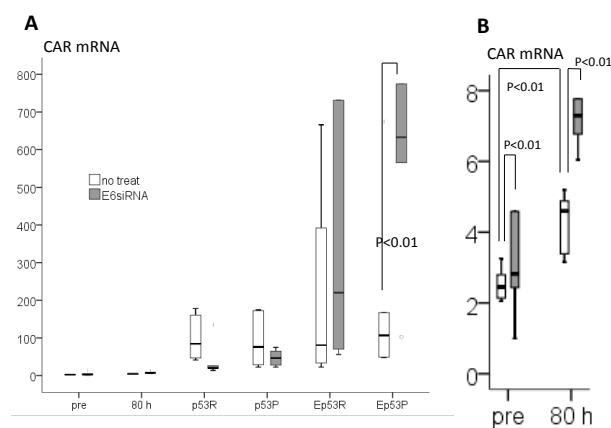 A
CAR mRNA
800
700
600
500
400
300
200
100
0
no treat
E6siRNA
P<0.01
pre 80 h p53R p53P Ep53R Ep53P
B
CAR mRNA
P<0.01
P<0.01
P<0.01
8
6
4
2
0
pre 80 h